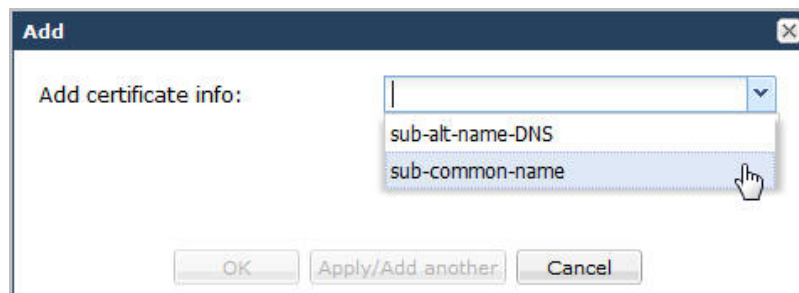 Add
Add certificate info:
sub-alt-name-DNS
sub-common-name
OK Apply/Add another Cancel